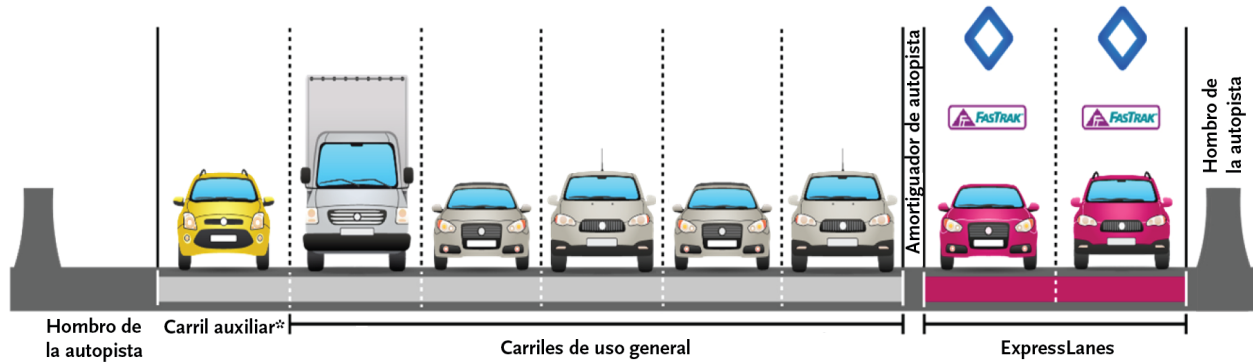 Hombro de
la autopista
Carril auxiliar*
Carriles de uso general
Amortiguador de autopista
FASTRAK
FASTRAK
ExpressLanes
Hombro de
la autopista